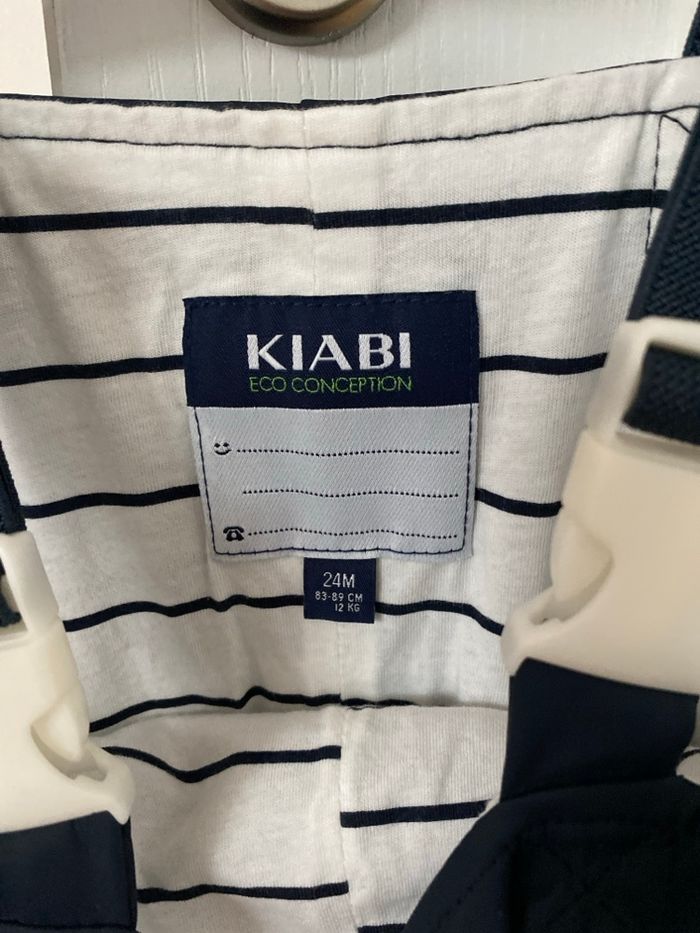 KIABI
ECO CONCEPTION
24M
83-89 CM
12 KG